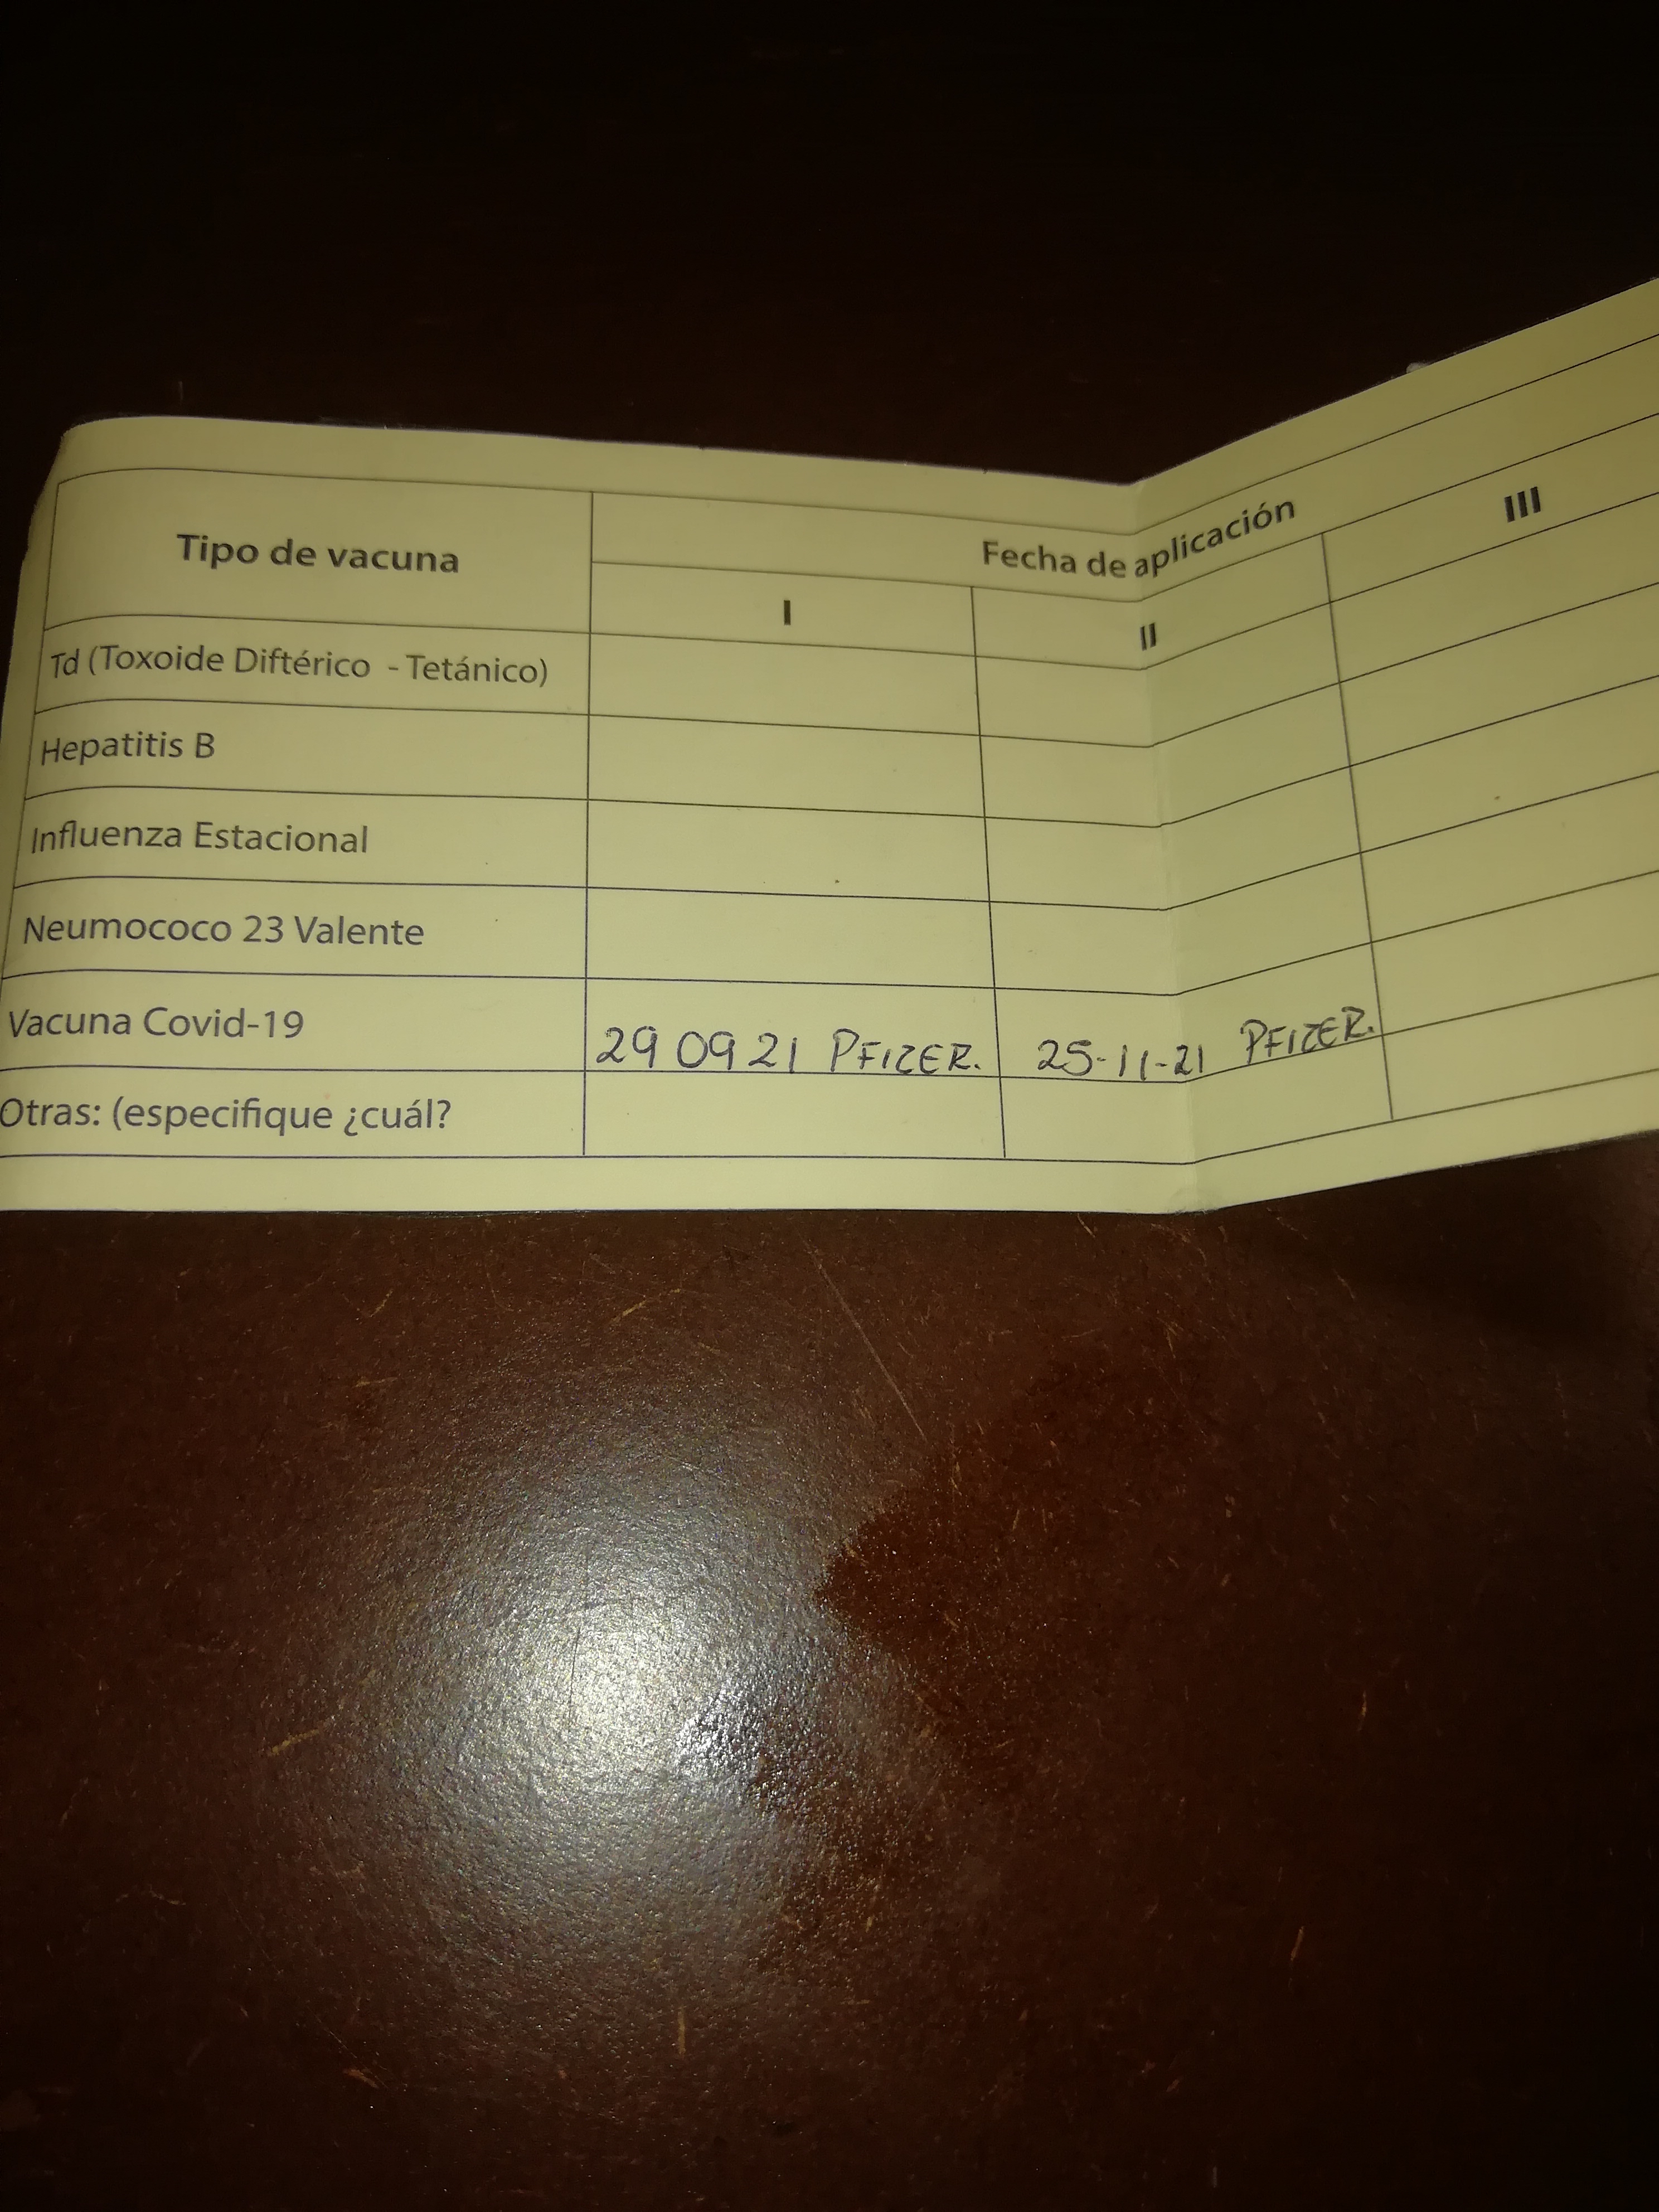 Tipo de vacuna
Fecha de aplicación
I
II
III
Td (Toxoide Diftérico - Tetánico)
Hepatitis B
Influenza Estacional
Neumococo 23 Valente
Vacuna Covid-19 29 09 21 PFIZER. 25-11-21 PFIZER.
Otras: (especifique ¿cuál?